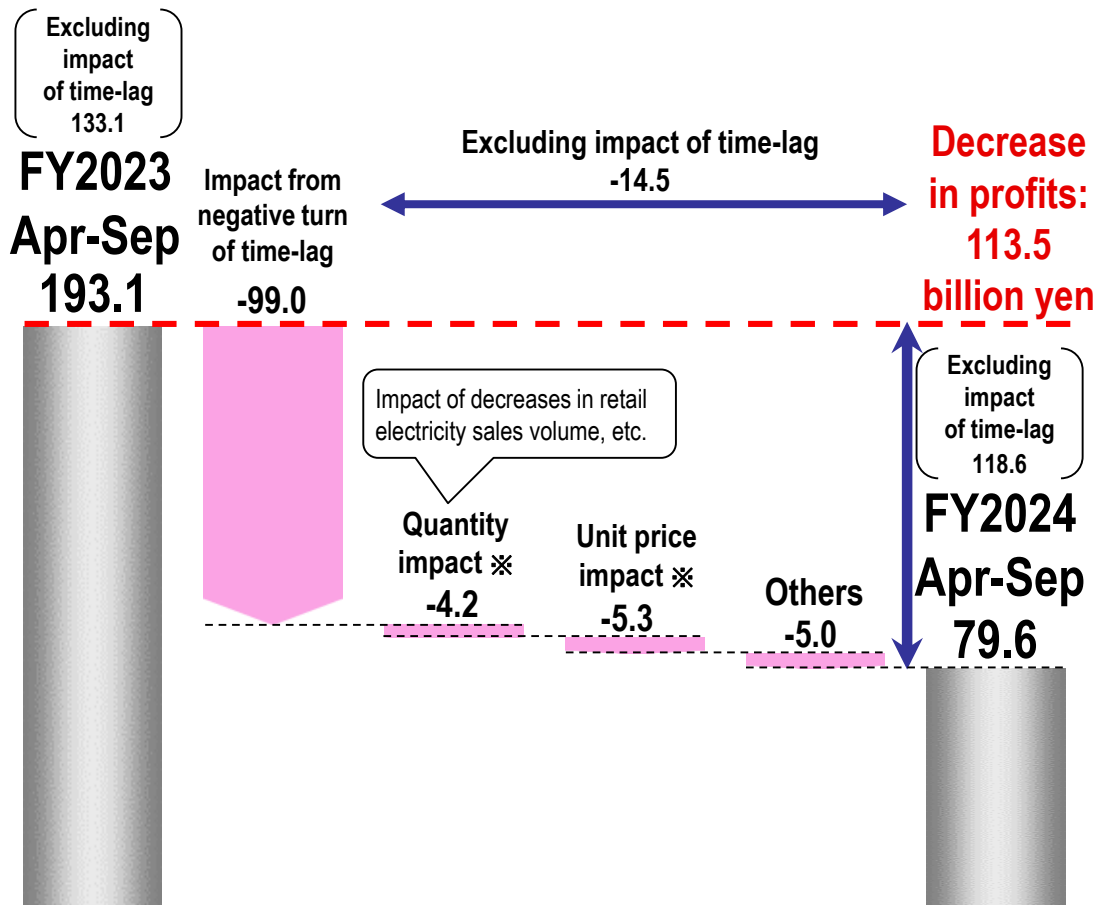 Excluding
impact
of time-lag
133.1
FY2023
Apr-Sep
193.1
Impact from
negative turn
of time-lag
-99.0
Excluding impact of time-lag
-14.5
Decrease
in profits:
113.5
billion yen
Impact of decreases in retail
electricity sales volume, etc.
Quantity
impact ※
-4.2
Unit price
impact ※
-5.3
Others
-5.0
Excluding
impact
of time-lag
118.6
FY2024
Apr-Sep
79.6